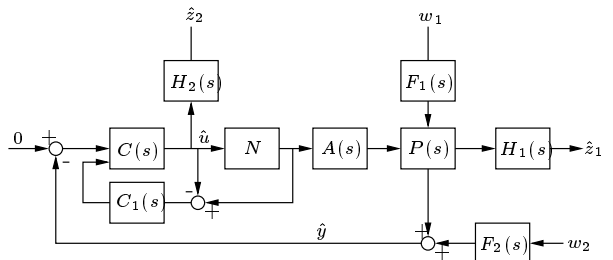 ẑ₂
w₁
H₂(s)
F₁(s)
0
+
-
C(s)
û
N
A(s)
P(s)
H₁(s)
ẑ₁
C₁(s)
-
+
ŷ
+
+
F₂(s)
w₂